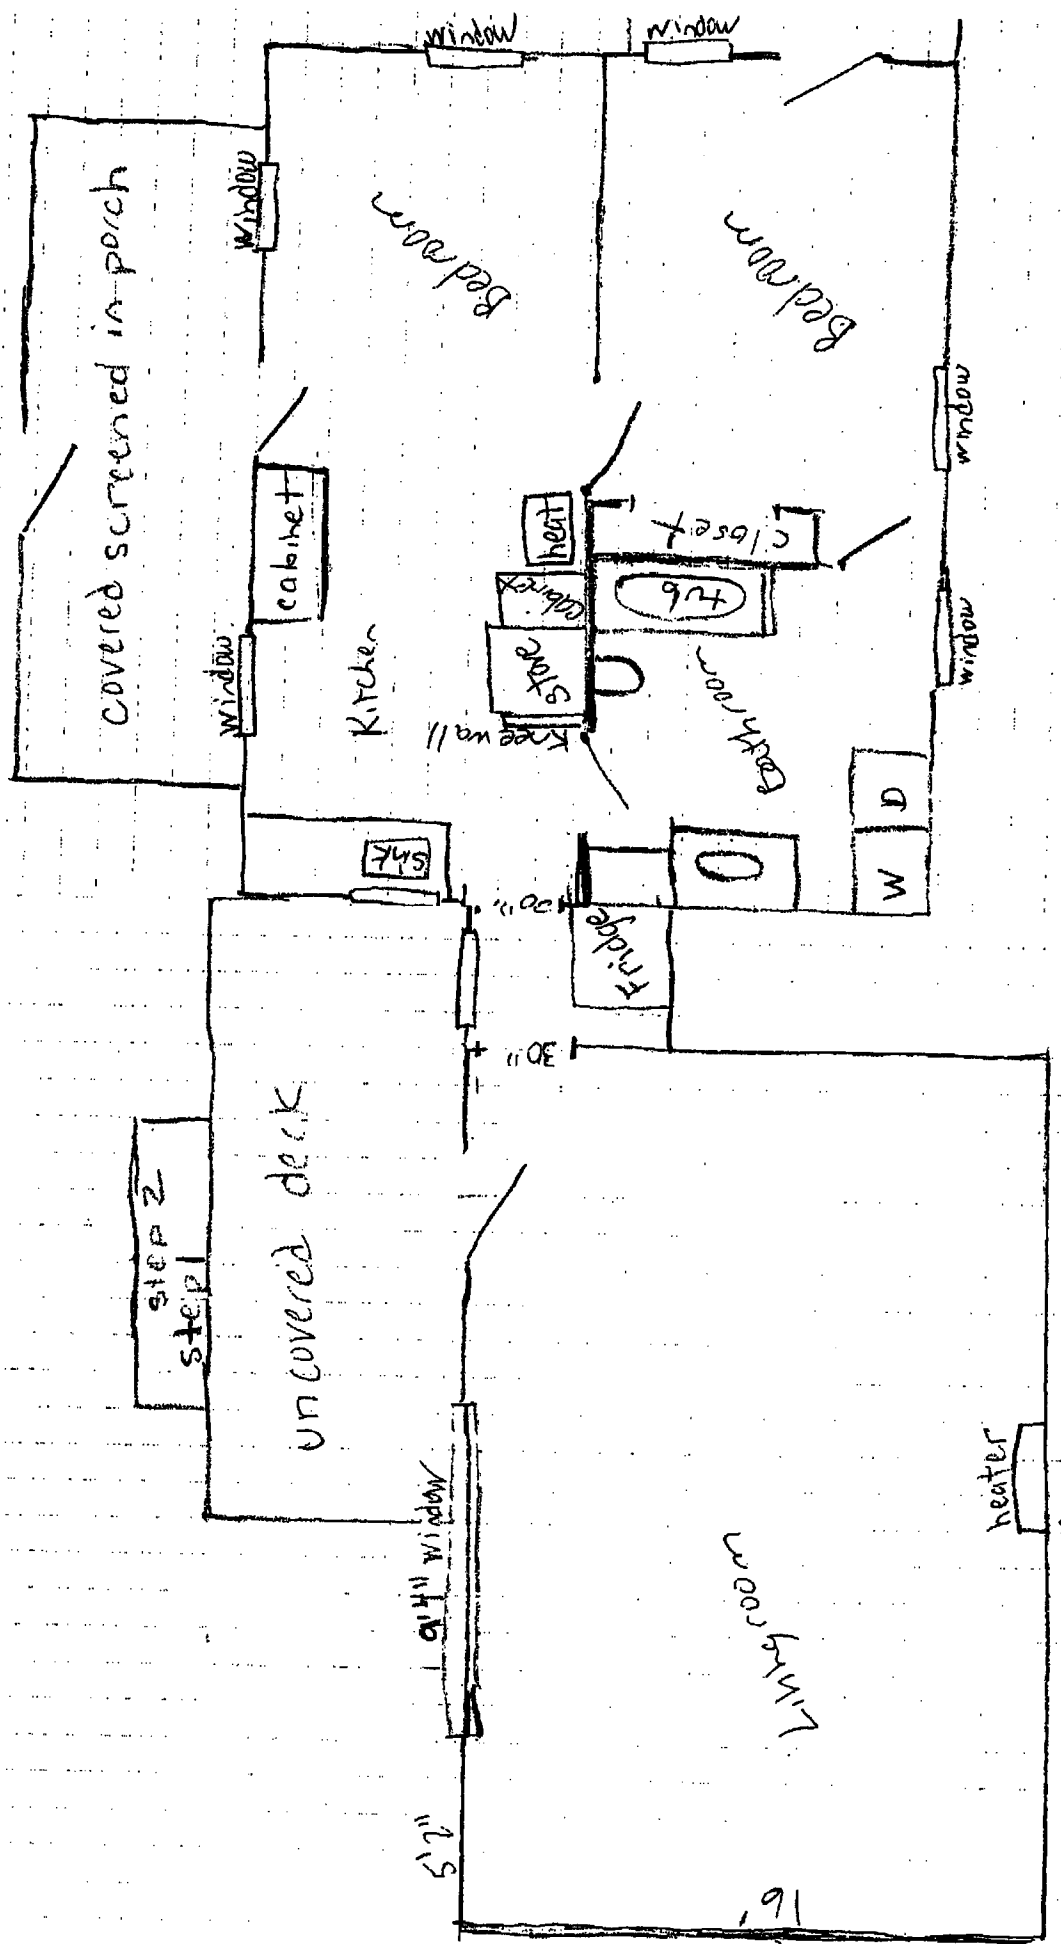 window
window
covered screened in porch
window
Bedroom
Bedroom
window
cabinet
heat
closet
cabinet
tub
Kitchen
window
Stove
Knee wall
Bathroom
window
Sink
D
W
Fridge
30"
30"
uncovered deck
step 2
step 1
9'4" window
heater
Livingroom
5'2"
16'